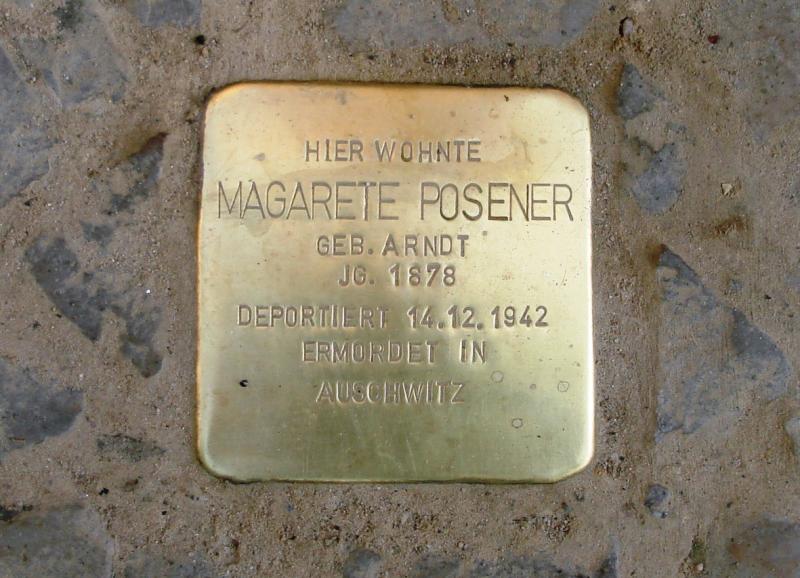 HIER WOHNTE
MAGARETE POSENER
GEB. ARNDT
JG. 1878
DEPORTIERT 14.12.1942
ERMORDET IN
AUSCHWITZ